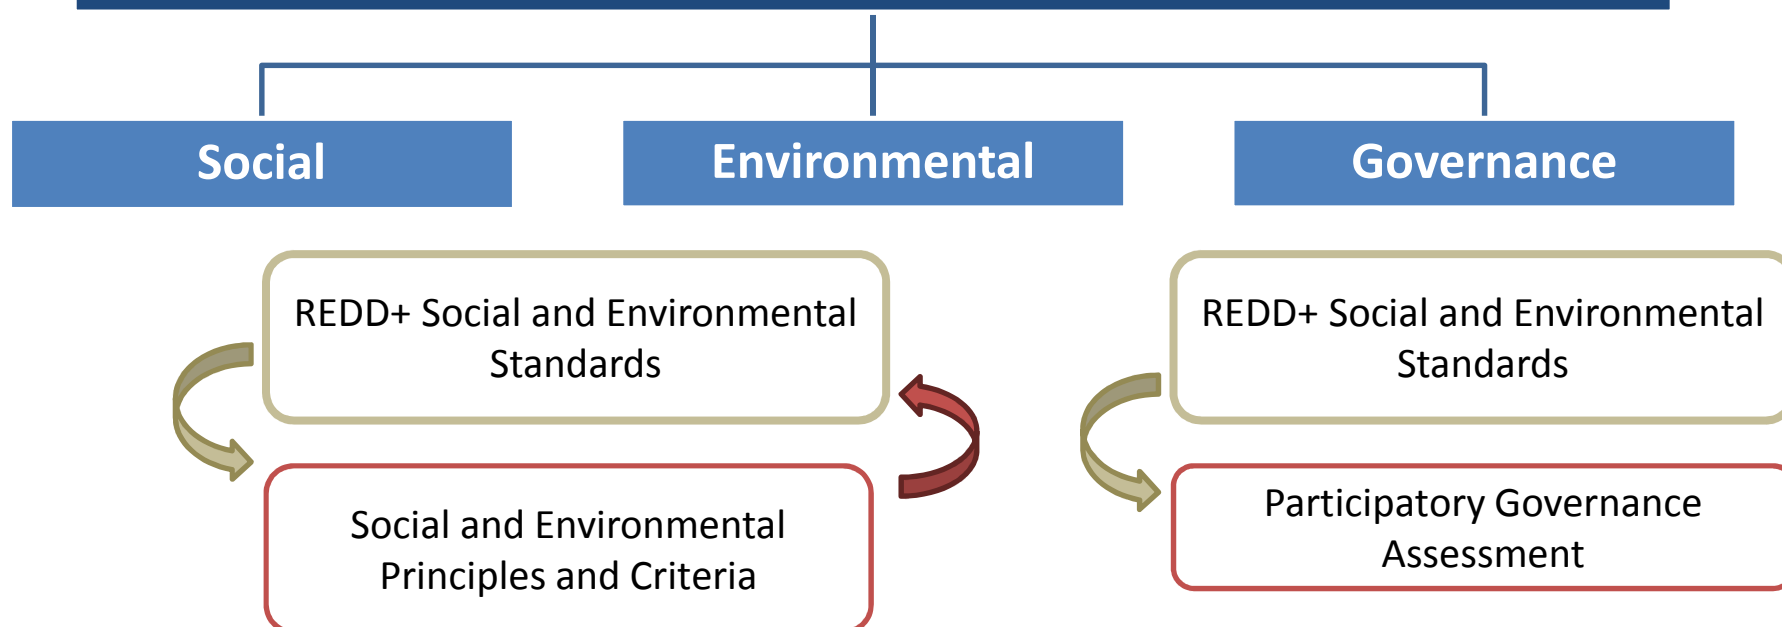 Social
Environmental
Governance
REDD+ Social and Environmental
Standards
REDD+ Social and Environmental
Standards
Social and Environmental
Principles and Criteria
Participatory Governance
Assessment